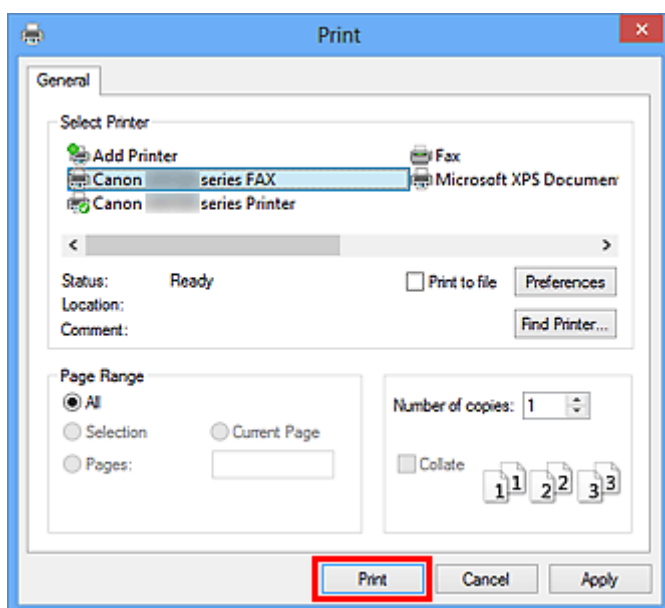 Print
General
Select Printer
Add Printer
Fax
Canon series FAX
Microsoft XPS Documen
Canon series Printer
Status: Ready
Print to file
Preferences
Location:
Comment:
Find Printer...
Page Range
All
Number of copies: 1
Selection
Current Page
Pages:
Collate
1 1 2 2 3 3
Print
Cancel
Apply